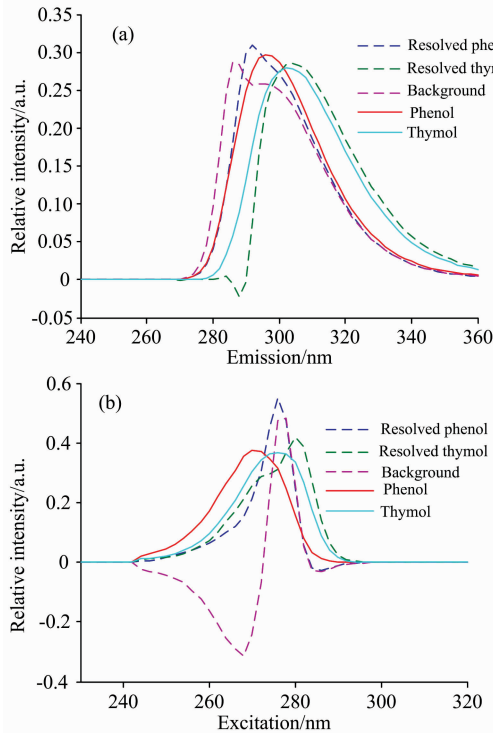 (a)
0.35
0.30
0.25
0.20
0.15
0.10
0.05
0
-0.05
Relative intensity/a.u.
240 260 280 300 320 340 360
Emission/nm
Resolved phe
Resolved thy
Background
Phenol
Thymol
(b)
0.6
0.4
0.2
0
-0.2
-0.4
Relative intensity/a.u.
240 260 280 300 320
Excitation/nm
Resolved phenol
Resolved thymol
Background
Phenol
Thymol